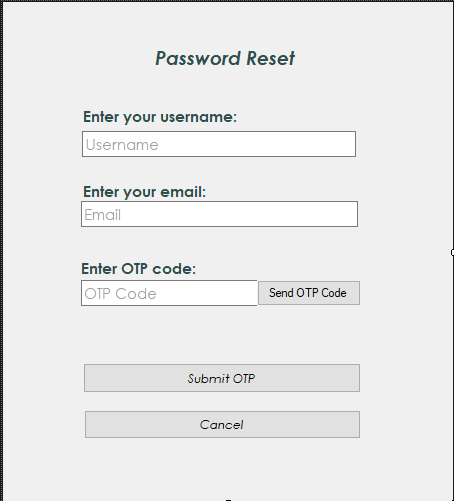 Password Reset
Enter your username:
Username
Enter your email:
Email
Enter OTP code:
OTP Code
Send OTP Code
Submit OTP
Cancel